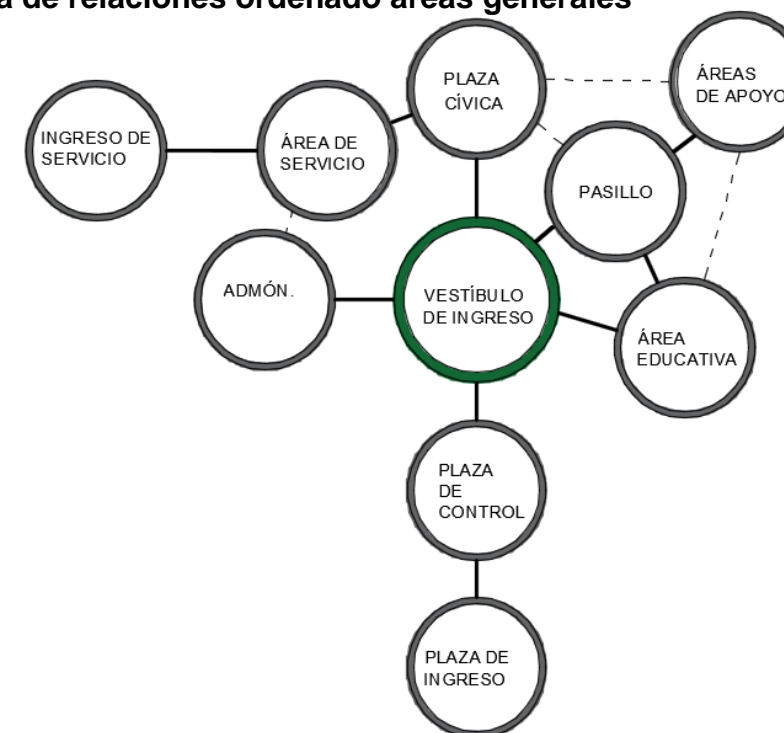 a de relaciones ordenado áreas generales
PLAZA
CÍVICA
ÁREAS
DE APOYO
INGRESO DE
SERVICIO
ÁREA DE
SERVICIO
PASILLO
ADMÓN.
VESTÍBULO
DE INGRESO
ÁREA
EDUCATIVA
PLAZA
DE
CONTROL
PLAZA DE
INGRESO